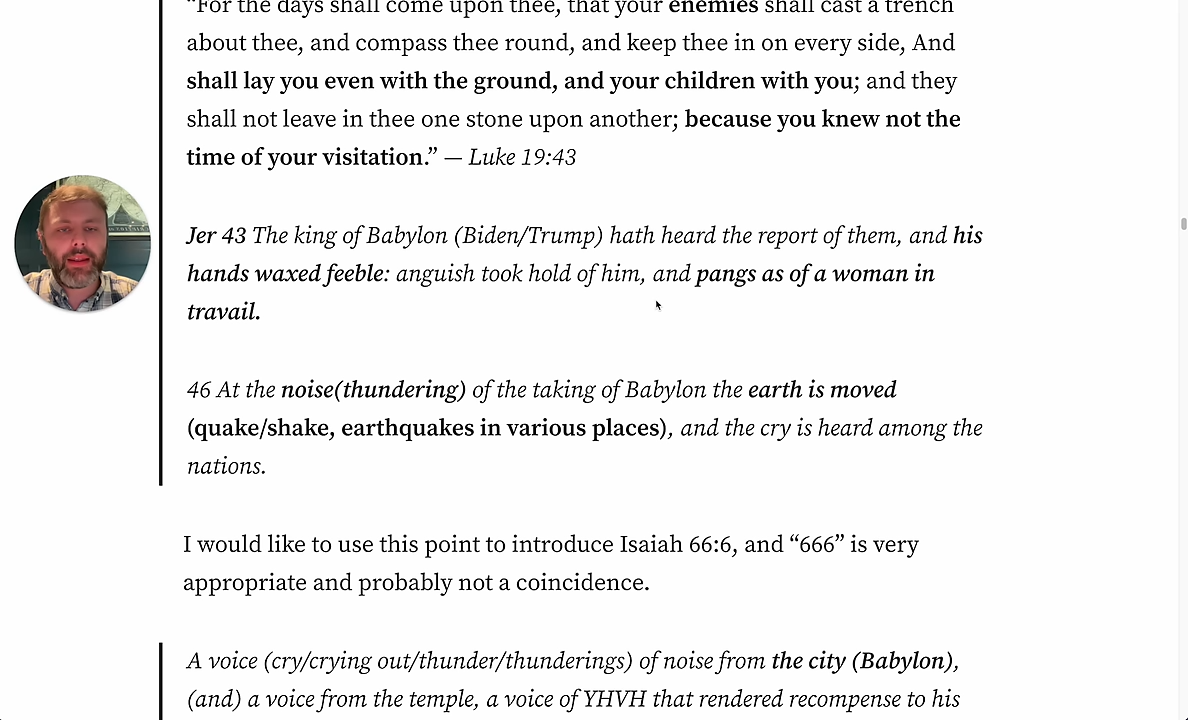 “For the days shall come upon thee, that your enemies shall cast a trench
about thee, and compass thee round, and keep thee in on every side, And
shall lay you even with the ground, and your children with you; and they
shall not leave in thee one stone upon another; because you knew not the
time of your visitation.” — Luke 19:43
Jer 43 The king of Babylon (Biden/Trump) hath heard the report of them, and his
hands waxed feeble: anguish took hold of him, and pangs as of a woman in
travail.
46 At the noise(thundering) of the taking of Babylon the earth is moved
(quake/shake, earthquakes in various places), and the cry is heard among the
nations.
I would like to use this point to introduce Isaiah 66:6, and “666” is very
appropriate and probably not a coincidence.
A voice (cry/crying out/thunder/thunderings) of noise from the city (Babylon),
(and) a voice from the temple, a voice of YHVH that rendered recompense to his